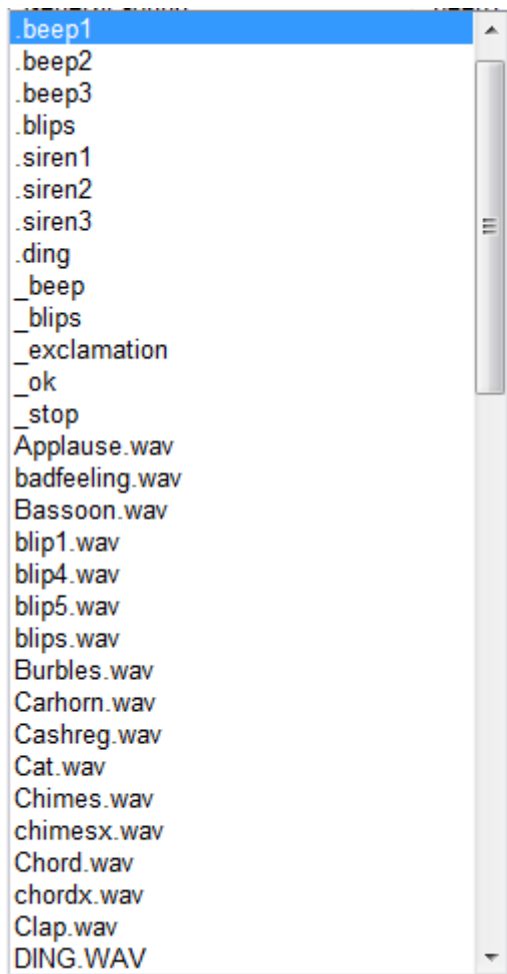 .beep1
.beep2
.beep3
.blips
.siren1
.siren2
.siren3
.ding
_beep
_blips
_exclamation
_ok
_stop
Applause.wav
badfeeling.wav
Bassoon.wav
blip1.wav
blip4.wav
blip5.wav
blips.wav
Burbles.wav
Carhorn.wav
Cashreg.wav
Cat.wav
Chimes.wav
chimesx.wav
Chord.wav
chordx.wav
Clap.wav
DING.WAV